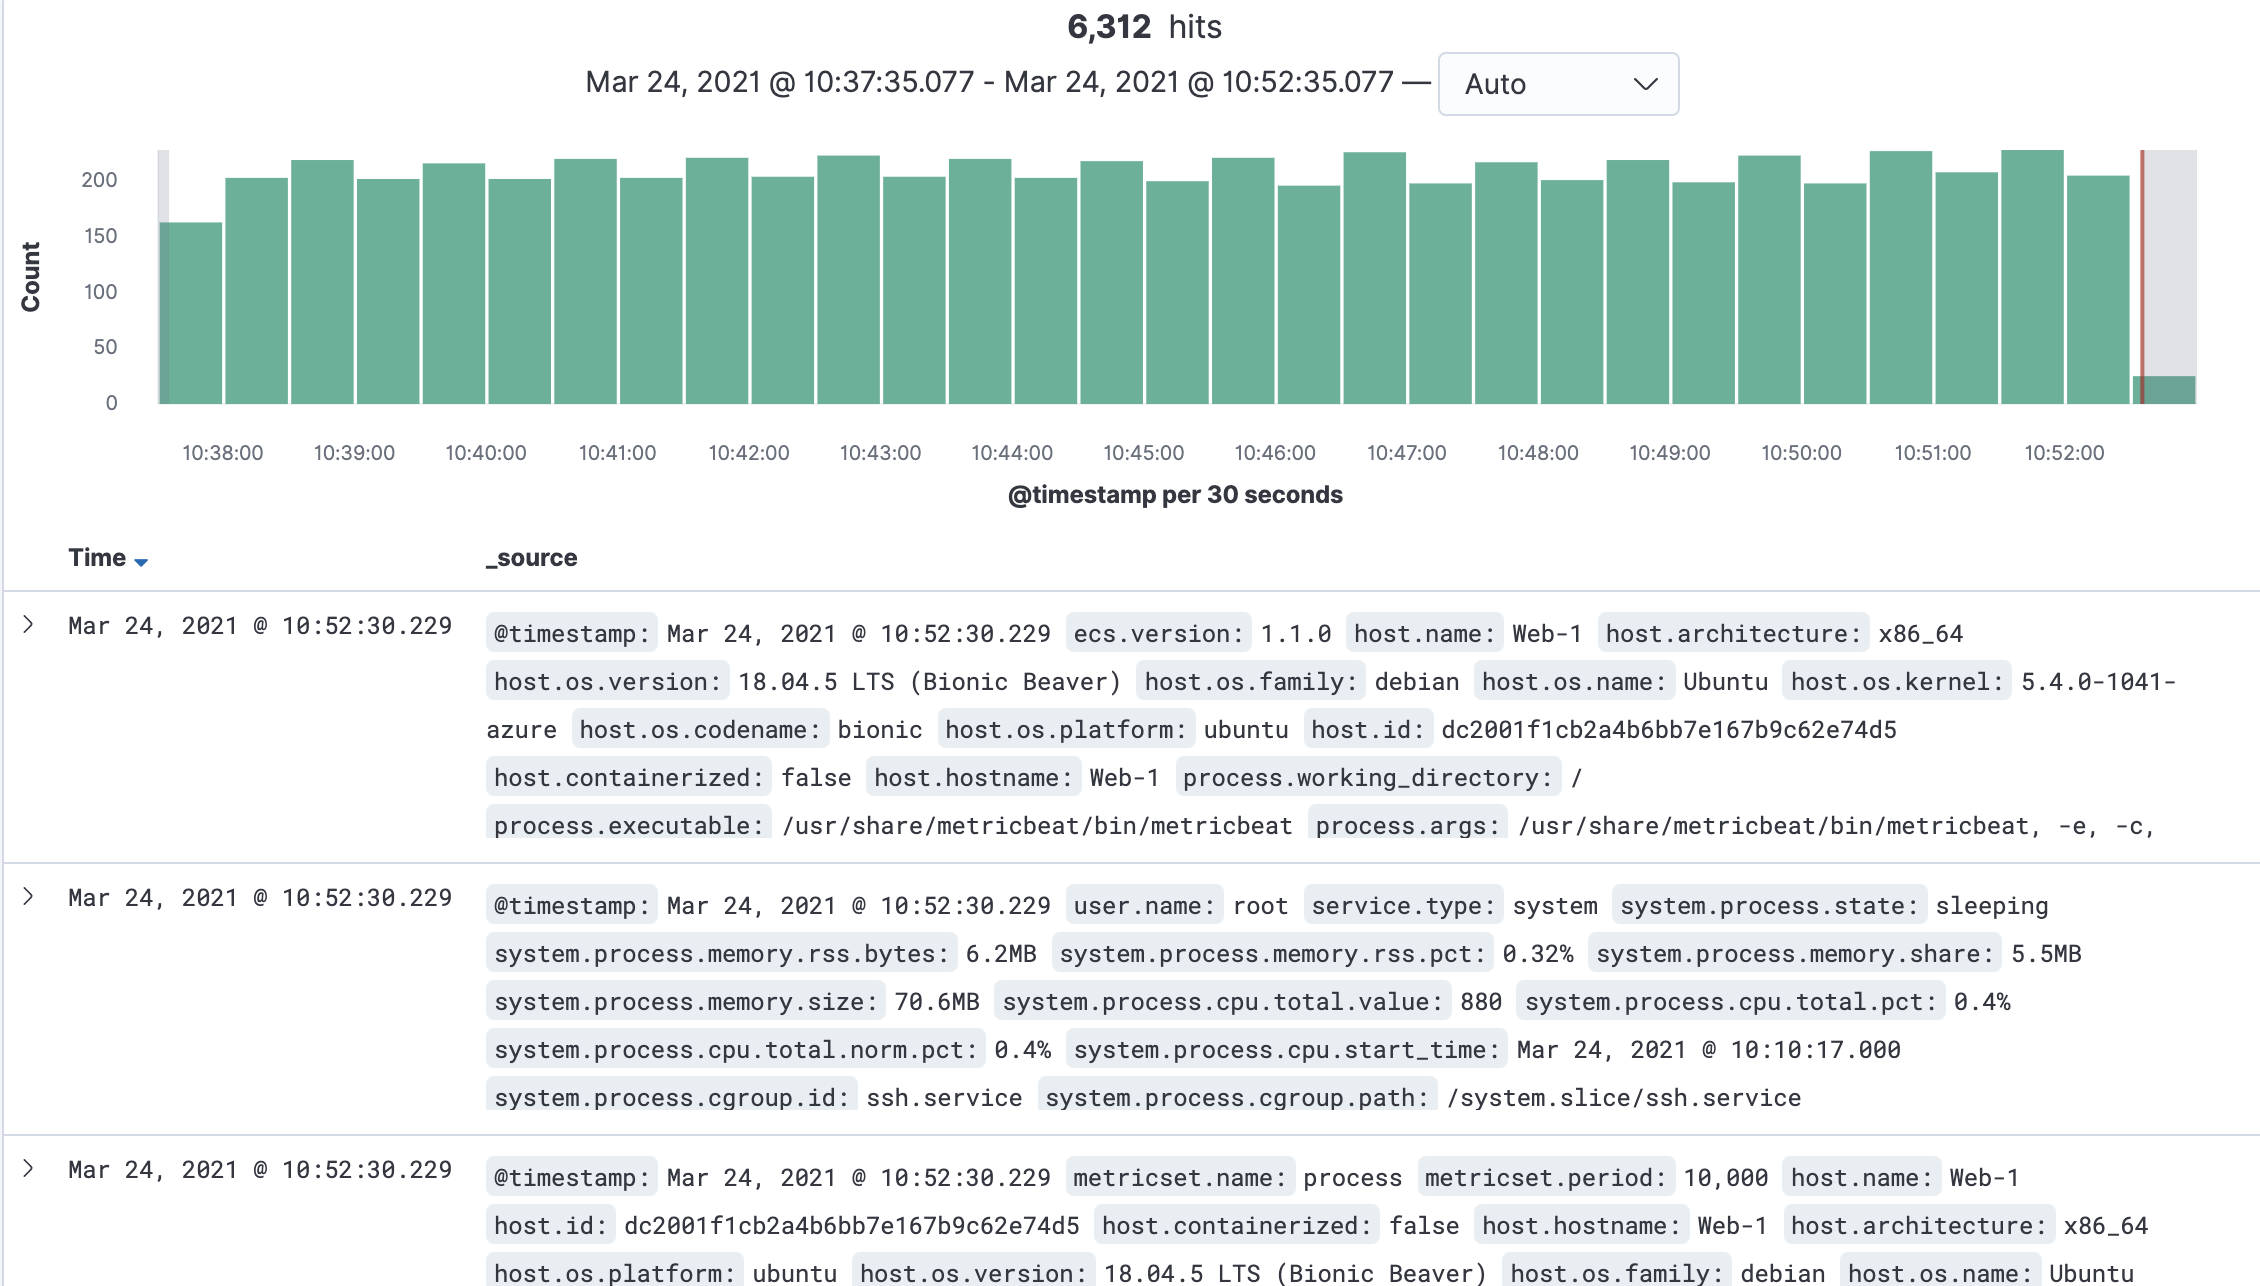 6,312 hits
Mar 24, 2021 @ 10:37:35.077 - Mar 24, 2021 @ 10:52:35.077 — Auto
Count
200
150
100
50
0
10:38:00 10:39:00 10:40:00 10:41:00 10:42:00 10:43:00 10:44:00 10:45:00 10:46:00 10:47:00 10:48:00 10:49:00 10:50:00 10:51:00 10:52:00
@timestamp per 30 seconds
Time _source
Mar 24, 2021 @ 10:52:30.229 @timestamp: Mar 24, 2021 @ 10:52:30.229 ecs.version: 1.1.0 host.name: Web-1 host.architecture: x86_64
host.os.version: 18.04.5 LTS (Bionic Beaver) host.os.family: debian host.os.name: Ubuntu host.os.kernel: 5.4.0-1041-
azure host.os.codename: bionic host.os.platform: ubuntu host.id: dc2001f1cb2a4b6bb7e167b9c62e74d5
host.containerized: false host.hostname: Web-1 process.working_directory: /
process.executable: /usr/share/metricbeat/bin/metricbeat process.args: /usr/share/metricbeat/bin/metricbeat, -e, -c,
Mar 24, 2021 @ 10:52:30.229 @timestamp: Mar 24, 2021 @ 10:52:30.229 user.name: root service.type: system system.process.state: sleeping
system.process.memory.rss.bytes: 6.2MB system.process.memory.rss.pct: 0.32% system.process.memory.share: 5.5MB
system.process.memory.size: 70.6MB system.process.cpu.total.value: 880 system.process.cpu.total.pct: 0.4%
system.process.cpu.total.norm.pct: 0.4% system.process.cpu.start_time: Mar 24, 2021 @ 10:10:17.000
system.process.cgroup.id: ssh.service system.process.cgroup.path: /system.slice/ssh.service
Mar 24, 2021 @ 10:52:30.229 @timestamp: Mar 24, 2021 @ 10:52:30.229 metricset.name: process metricset.period: 10,000 host.name: Web-1
host.id: dc2001f1cb2a4b6bb7e167b9c62e74d5 host.containerized: false host.hostname: Web-1 host.architecture: x86_64
host.os.platform: ubuntu host.os.version: 18.04.5 LTS (Bionic Beaver) host.os.family: debian host.os.name: Ubuntu